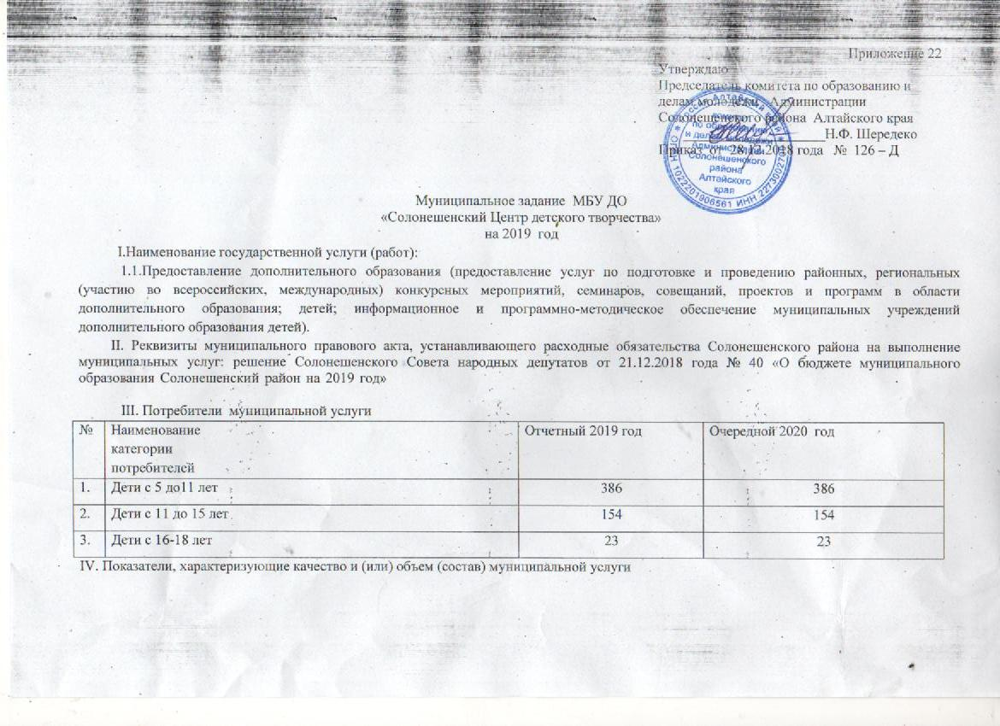 Приложение 22
Утверждаю
Председатель комитета по образованию и
делам молодежи Администрации
Солонешенского района Алтайского края
Н.Ф. Шередеко
Приказ от 28.12.2018 года № 126 – Д
комитет
по образованию
и делам молодежи
Администрации
Солонешенского
района
Алтайского
края
Муниципальное задание МБУ ДО
«Солонешенский Центр детского творчества»
на 2019 год
I.Наименование государственной услуги (работ):
1.1.Предоставление дополнительного образования (предоставление услуг по подготовке и проведению районных, региональных
(участию во всероссийских, международных) конкурсных мероприятий, семинаров, совещаний, проектов и программ в области
дополнительного образования; детей; информационное и программно-методическое обеспечение муниципальных учреждений
дополнительного образования детей).
II. Реквизиты муниципального правового акта, устанавливающего расходные обязательства Солонешенского района на выполнение
муниципальных услуг: решение Солонешенского Совета народных депутатов от 21.12.2018 года № 40 «О бюджете муниципального
образования Солонешенский район на 2019 год»
III. Потребители муниципальной услуги
№ Наименование Отчетный 2019 год Очередной 2020 год
категории
потребителей
1. Дети с 5 до11 лет 386 386
2. Дети с 11 до 15 лет 154 154
3. Дети с 16-18 лет 23 23
IV. Показатели, характеризующие качество и (или) объем (состав) муниципальной услуги